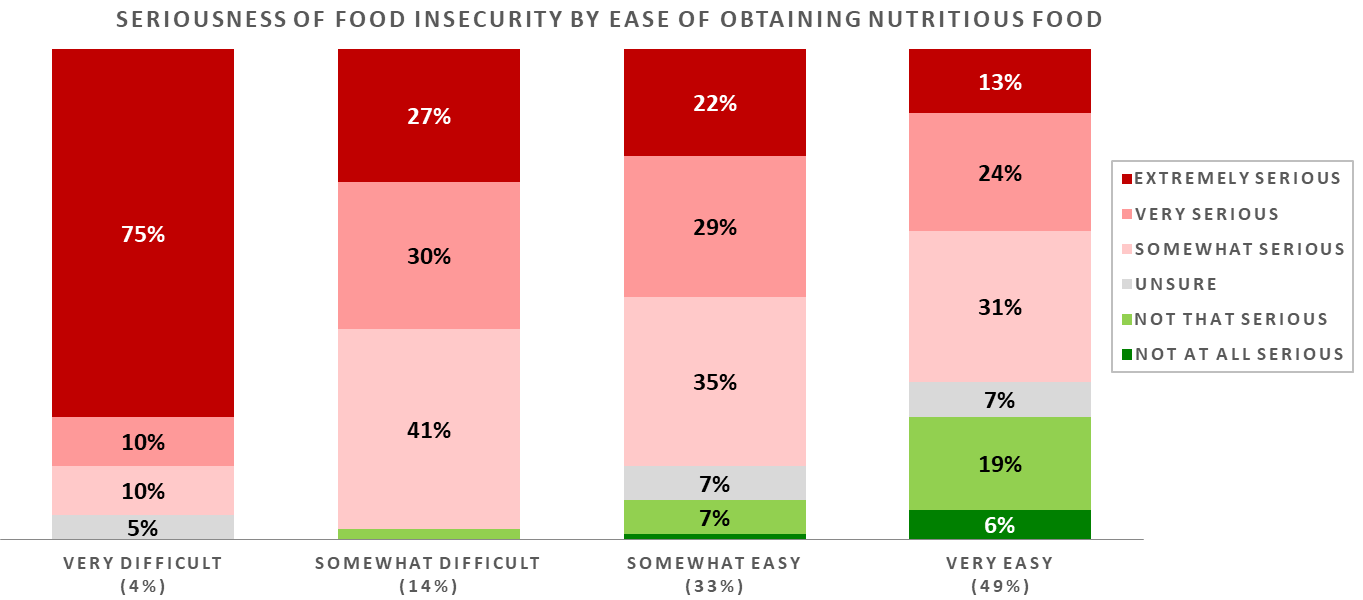 SERIOUSNESS OF FOOD INSECURITY BY EASE OF OBTAINING NUTRITIOUS FOOD
75%
10%
10%
5%
27%
30%
41%
22%
29%
35%
7%
7%
13%
24%
31%
7%
19%
6%
EXTREMELY SERIOUS
VERY SERIOUS
SOMEWHAT SERIOUS
UNSURE
NOT THAT SERIOUS
NOT AT ALL SERIOUS
VERY DIFFICULT
(4%)
SOMEWHAT DIFFICULT
(14%)
SOMEWHAT EASY
(33%)
VERY EASY
(49%)